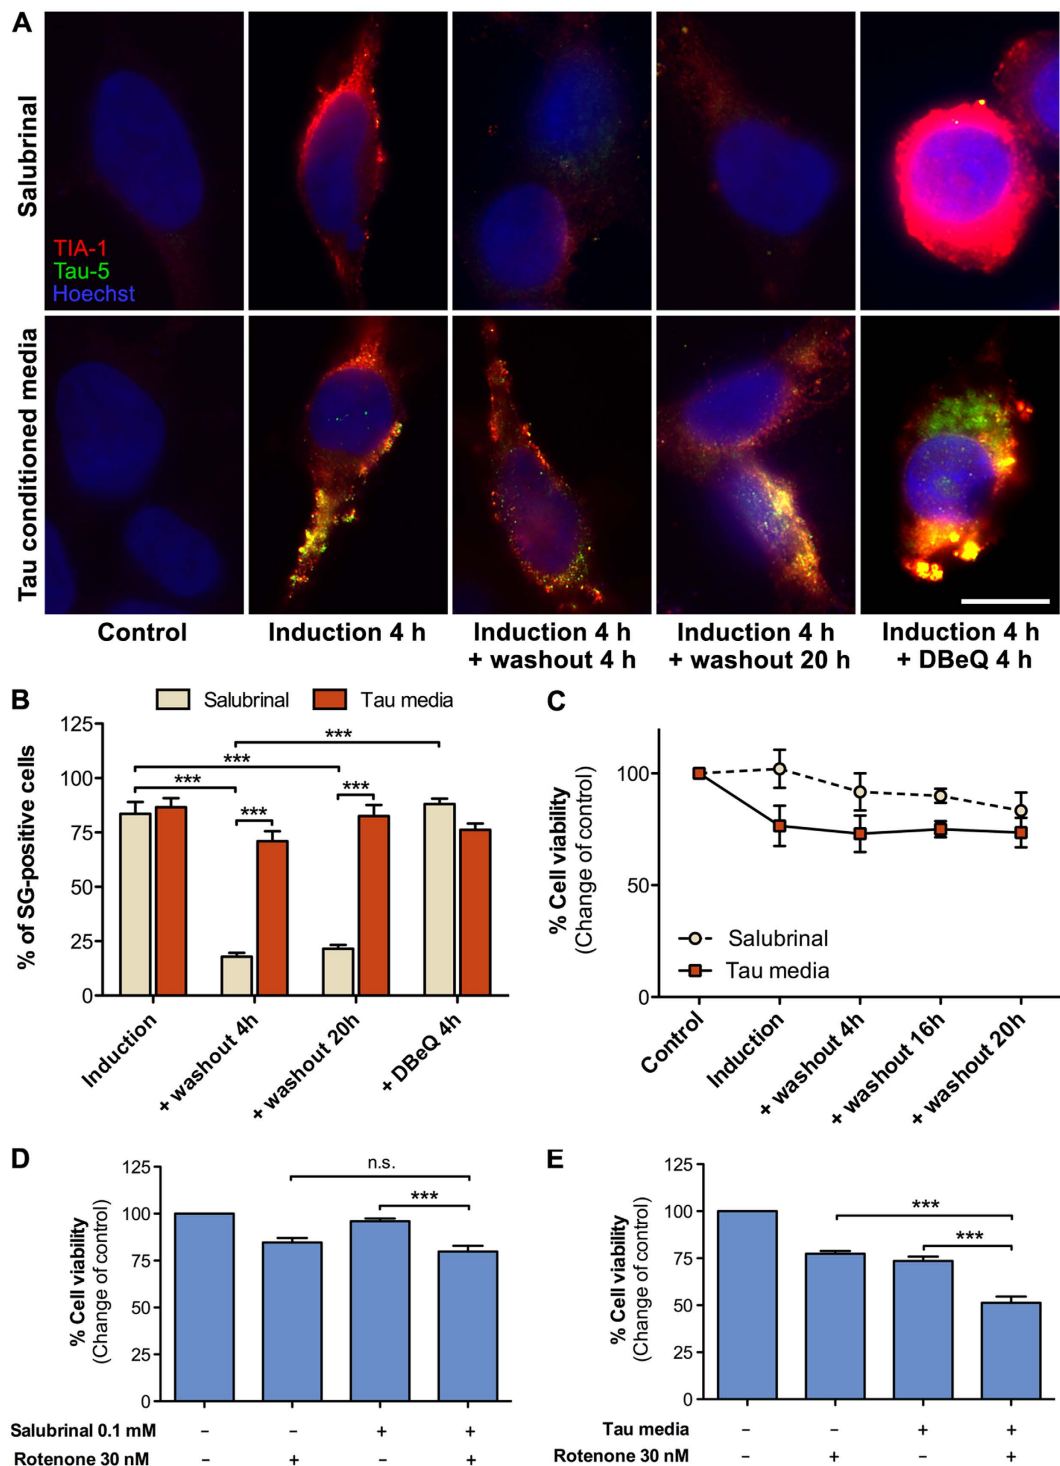 A
Salubrinal
TIA-1
Tau-5
Hoechst
Tau conditioned media
Control
Induction 4 h
Induction 4 h
+ washout 4 h
Induction 4 h
+ washout 20 h
Induction 4 h
+ DBeQ 4 h
B
Salubrinal
Tau media
% of SG-positive cells
125
100
75
50
25
0
***
***
***
***
***
Induction
+ washout 4h
+ washout 20h
+ DBeQ 4h
C
% Cell viability
(Change of control)
100
50
0
Salubrinal
Tau media
Control
Induction
+ washout 4h
+ washout 16h
+ washout 20h
D
% Cell viability
(Change of control)
125
100
75
50
25
0
n.s.
***
Salubrinal 0.1 mM – – + +
Rotenone 30 nM – + – +
E
% Cell viability
(Change of control)
125
100
75
50
25
0
***
***
Tau media – – + +
Rotenone 30 nM – + – +